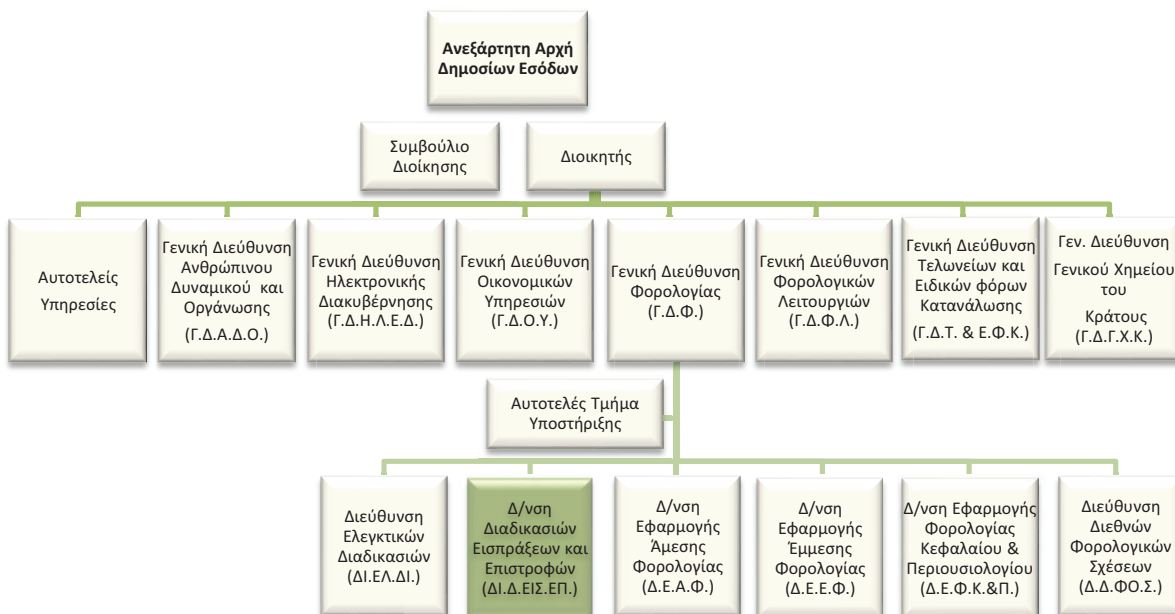 Ανεξάρτητη Αρχή
Δημοσίων Εσόδων
Συμβούλιο
Διοίκησης
Διοικητής
Αυτοτελείς
Υπηρεσίες
Γενική Διεύθυνση
Ανθρώπινου
Δυναμικού και
Οργάνωσης
(Γ.Δ.Α.Δ.Ο.)
Γενική Διεύθυνση
Ηλεκτρονικής
Διακυβέρνησης
(Γ.Δ.Η.Λ.Ε.Δ.)
Γενική Διεύθυνση
Οικονομικών
Υπηρεσιών
(Γ.Δ.Ο.Υ.)
Γενική Διεύθυνση
Φορολογίας
(Γ.Δ.Φ.)
Γενική Διεύθυνση
Φορολογικών
Λειτουργιών
(Γ.Δ.Φ.Λ.)
Γενική Διεύθυνση
Τελωνείων και
Ειδικών φόρων
Κατανάλωσης
(Γ.Δ.Τ. & Ε.Φ.Κ.)
Γεν. Διεύθυνση
Γενικού Χημείου
του
Κράτους
(Γ.Δ.Γ.Χ.Κ.)
Αυτοτελές Τμήμα
Υποστήριξης
Διεύθυνση
Ελεγκτικών
Διαδικασιών
(ΔΙ.ΕΛ.ΔΙ.)
Δ/νση
Διαδικασιών
Εισπράξεων και
Επιστροφών
(ΔΙ.Δ.ΕΙΣ.ΕΠ.)
Δ/νση
Εφαρμογής
Άμεσης
Φορολογίας
(Δ.Ε.Α.Φ.)
Δ/νση
Εφαρμογής
Έμμεσης
Φορολογίας
(Δ.Ε.Ε.Φ.)
Δ/νση Εφαρμογής
Φορολογίας
Κεφαλαίου &
Περιουσιολογίου
(Δ.Ε.Φ.Κ.&Π.)
Διεύθυνση
Διεθνών
Φορολογικών
Σχέσεων
(Δ.Δ.ΦΟ.Σ.)